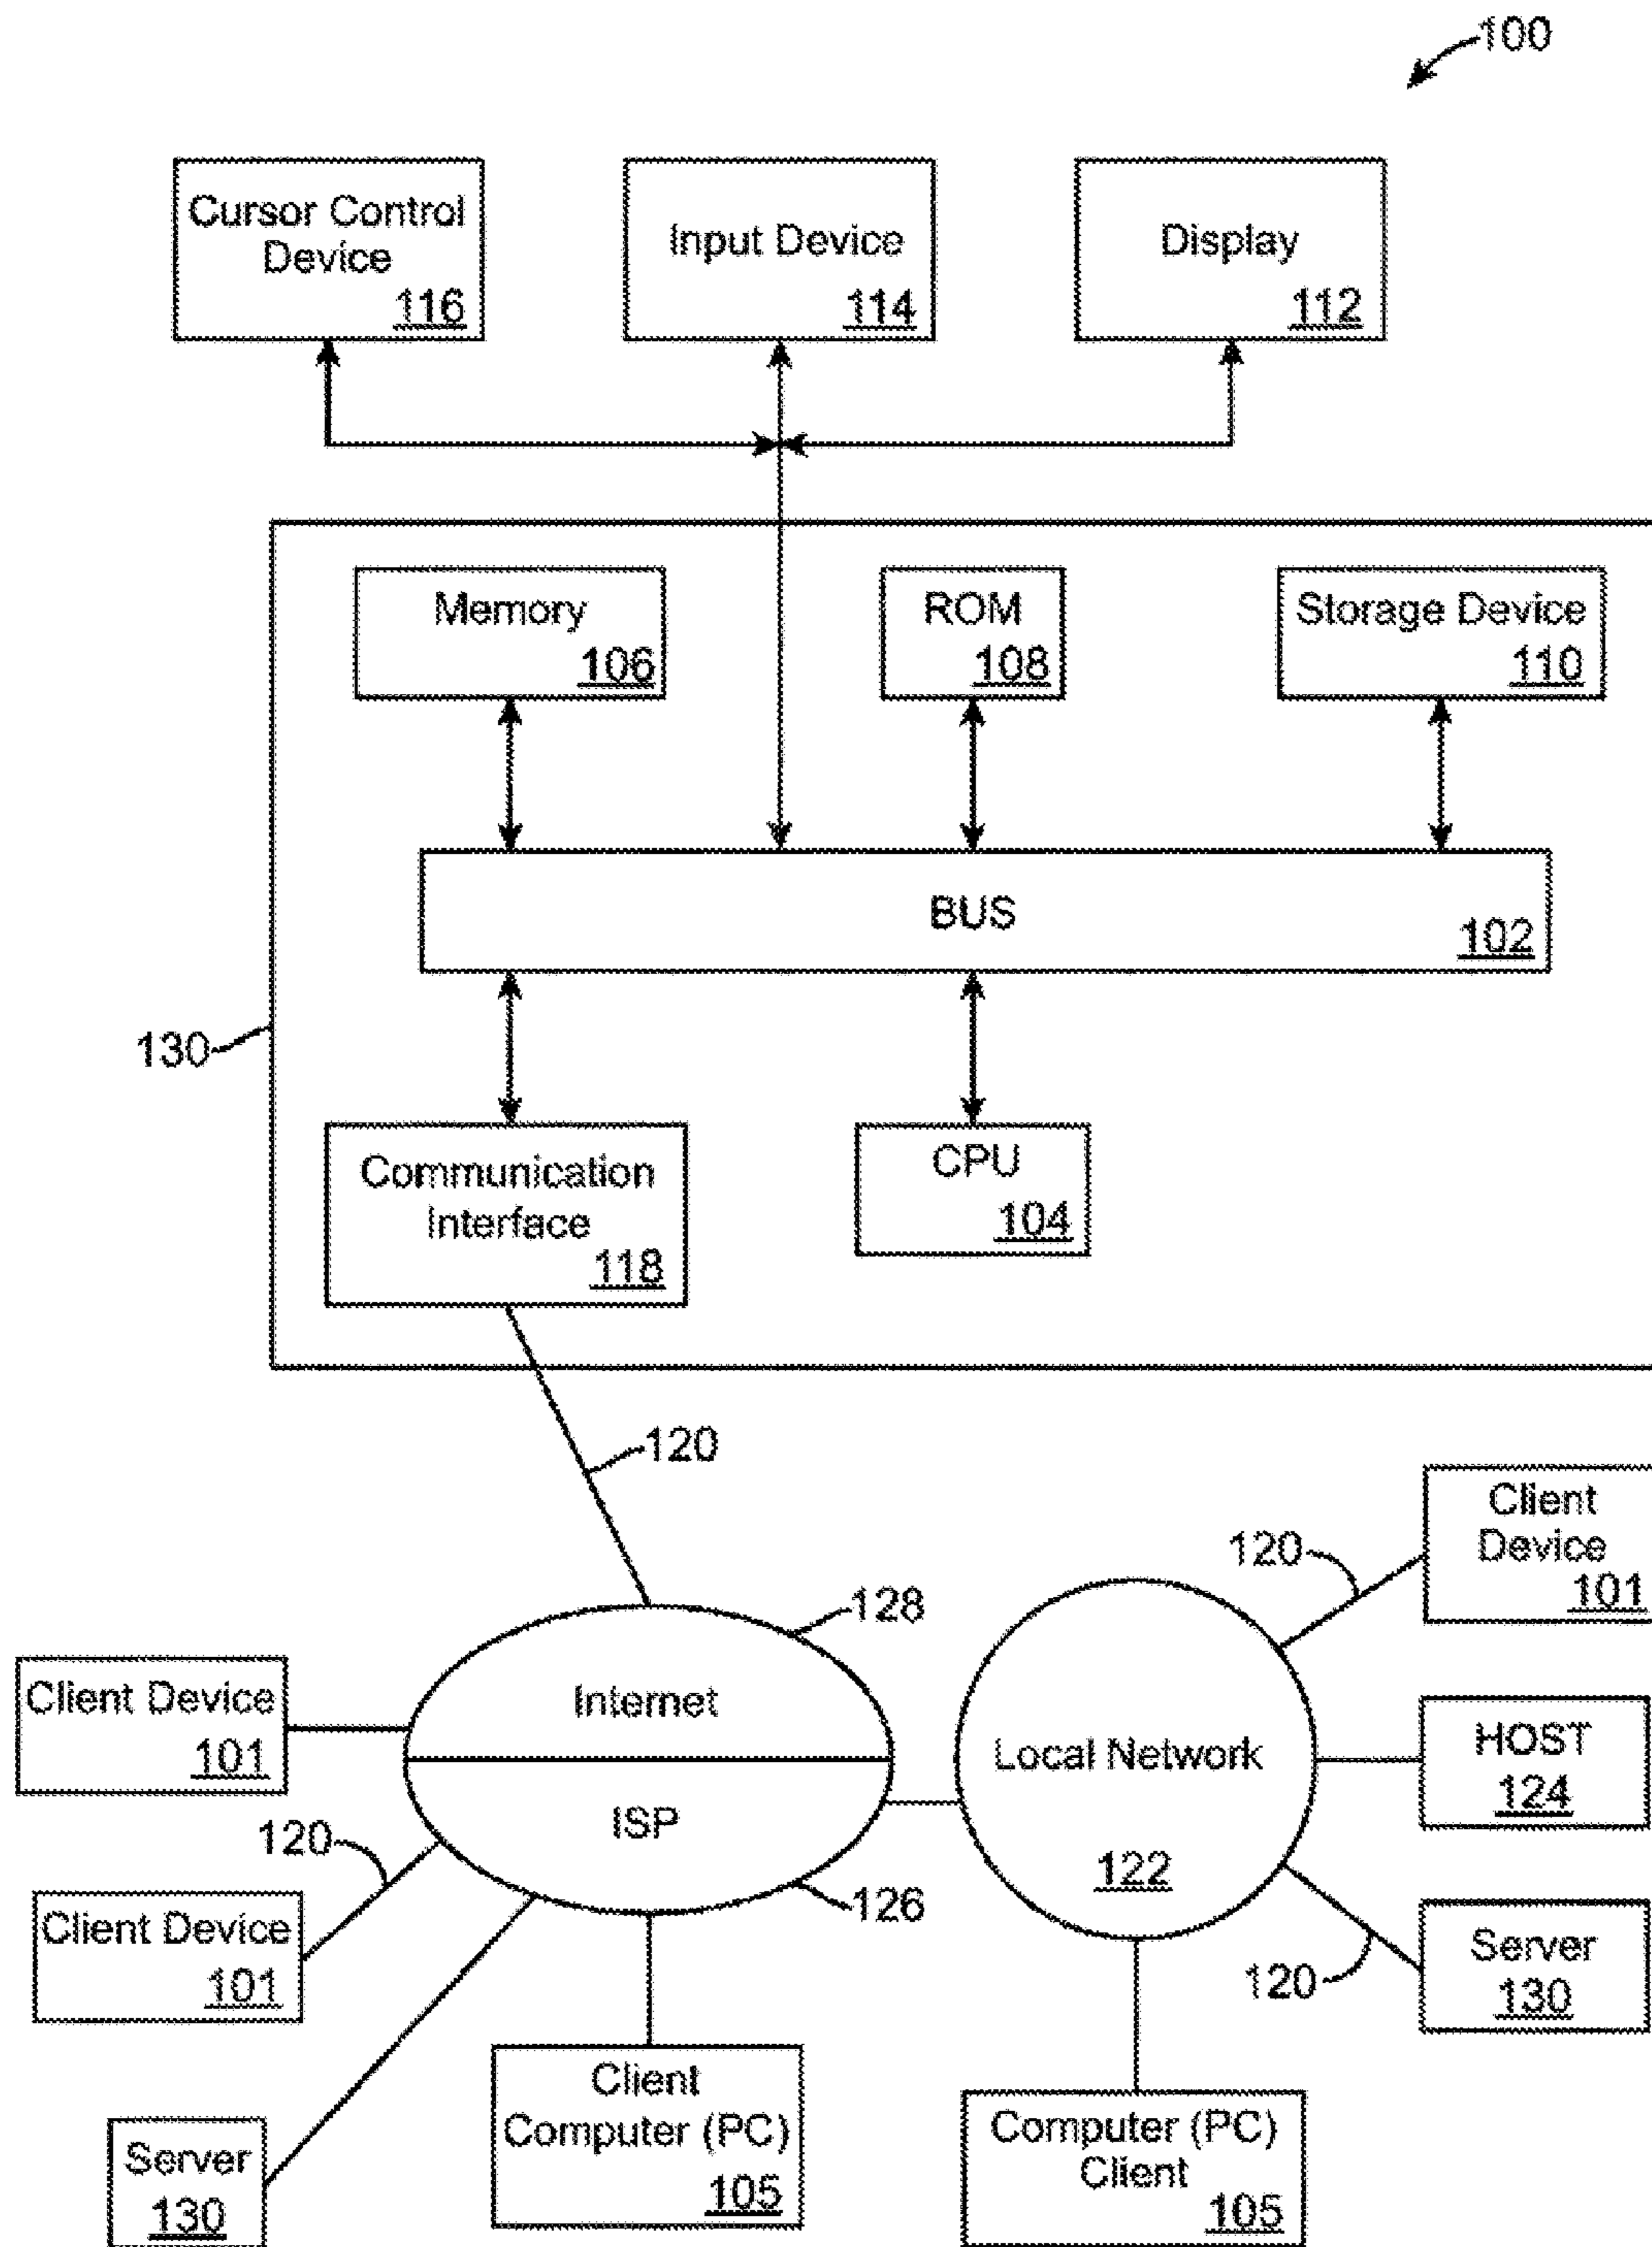 100
Cursor Control
Device
116
Input Device
114
Display
112
Memory
106
ROM
108
Storage Device
110
BUS
102
130
Communication
Interface
118
CPU
104
120
Client
Device
101
120
128
Internet
Client Device
101
Local Network
122
HOST
124
ISP
120
126
Client Device
101
Server
130
120
Client
Computer (PC)
105
Computer (PC)
Client
105
Server
130